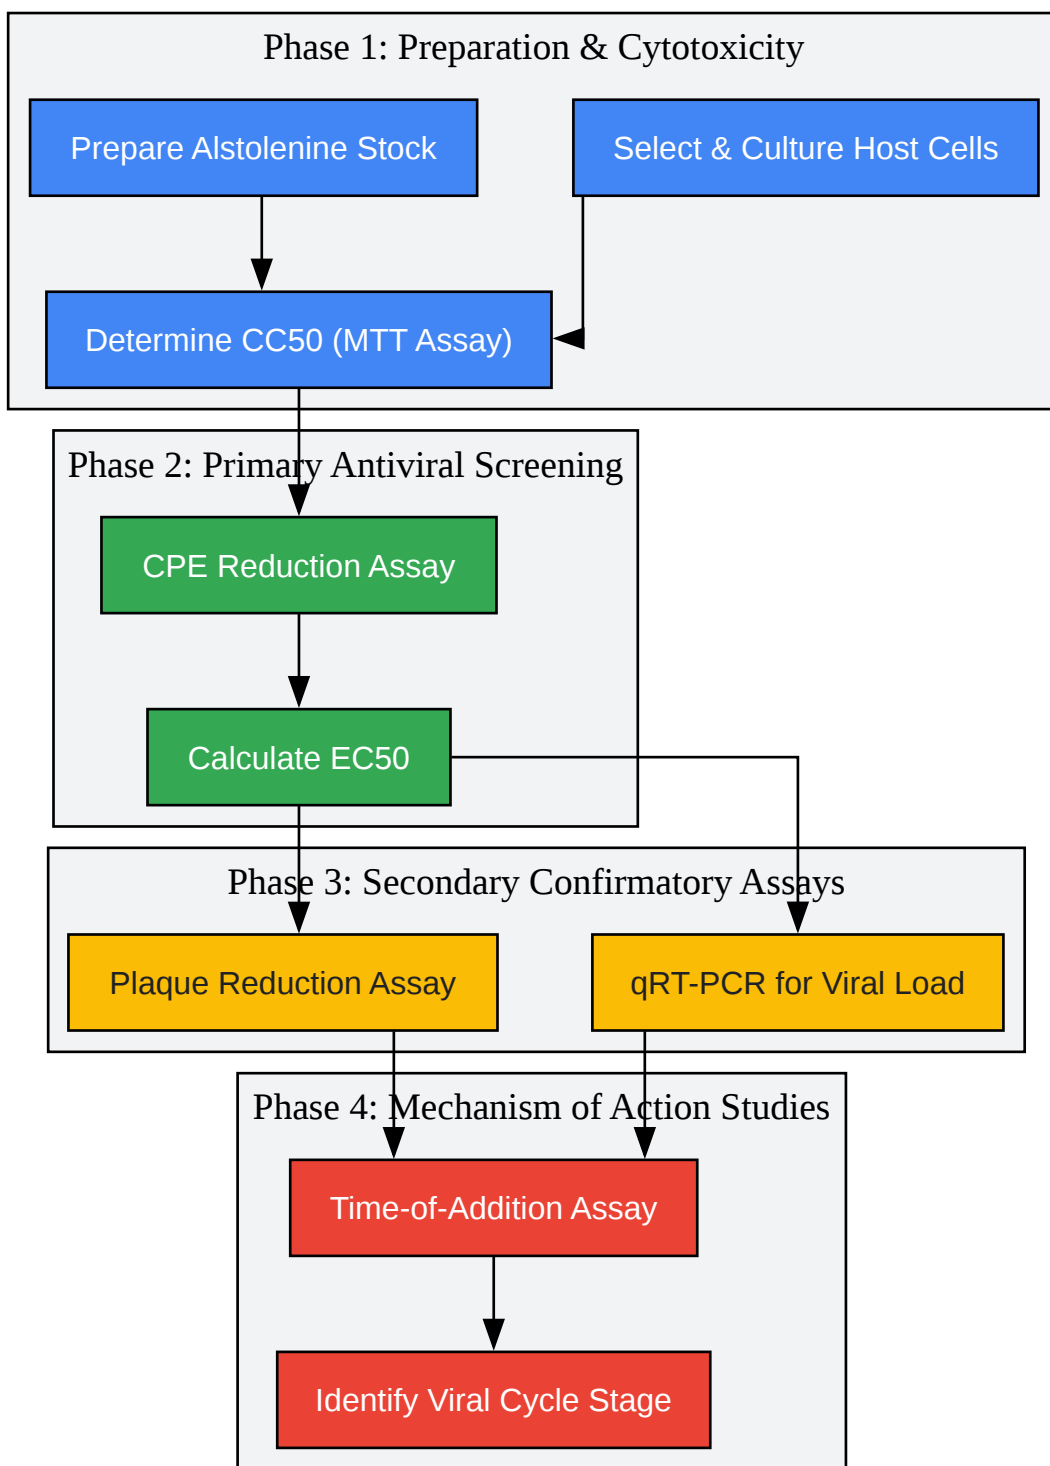 Phase 1: Preparation & Cytotoxicity
Prepare Alstolenine Stock
Select & Culture Host Cells
Determine CC50 (MTT Assay)
Phase 2: Primary Antiviral Screening
CPE Reduction Assay
Calculate EC50
Phase 3: Secondary Confirmatory Assays
Plaque Reduction Assay
qRT-PCR for Viral Load
Phase 4: Mechanism of Action Studies
Time-of-Addition Assay
Identify Viral Cycle Stage